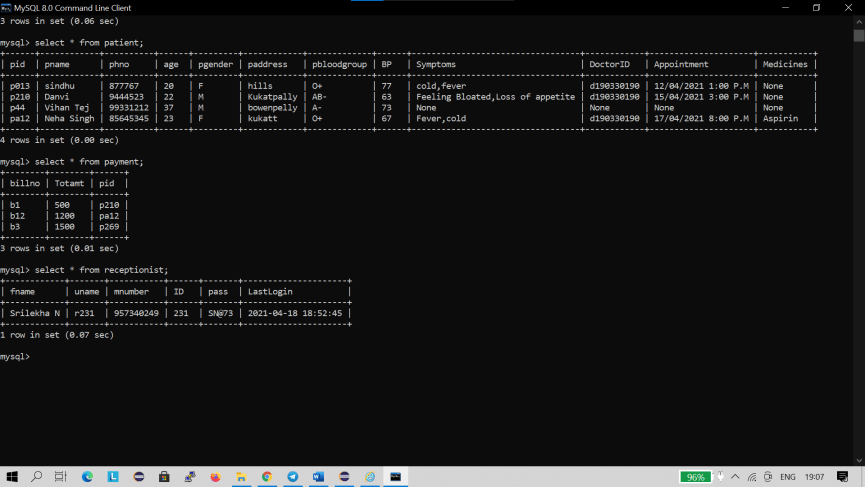 MySQL 8.0 Command Line Client
3 rows in set (0.06 sec)
mysql> select * from patient;
| pid | pname | phno | age | pgender | paddress | pbloodgroup | BP | Symptoms | DoctorID | Appointment | Medicines |
| p013 | sindhu | 877767 | 20 | F | hills | O+ | 77 | cold,fever | d190330190 | 12/04/2021 1:00 P.M | None |
| p210 | Danvi | 9444523 | 22 | M | Kukatpally | AB- | 63 | Feeling Bloated,Loss of appetite | d190330190 | 15/04/2021 3:00 P.M | None |
| p44 | Vihan Tej | 99331212 | 37 | M | bowenpelly | A- | 73 | None | None | None | None |
| pa12 | Neha Singh | 85645345 | 23 | F | kukatt | O+ | 67 | Fever,cold | d190330190 | 17/04/2021 8:00 P.M | Aspirin |
4 rows in set (0.00 sec)
mysql> select * from payment;
| billno | Totamt | pid |
| b1 | 500 | p210 |
| b12 | 1200 | pa12 |
| b3 | 1500 | p269 |
3 rows in set (0.01 sec)
mysql> select * from receptionist;
| fname | uname | mnumber | ID | pass | LastLogin |
| Srilekha N | r231 | 957340249 | 231 | SN@73 | 2021-04-18 18:52:45 |
1 row in set (0.07 sec)
mysql>
96% ENG 19:07